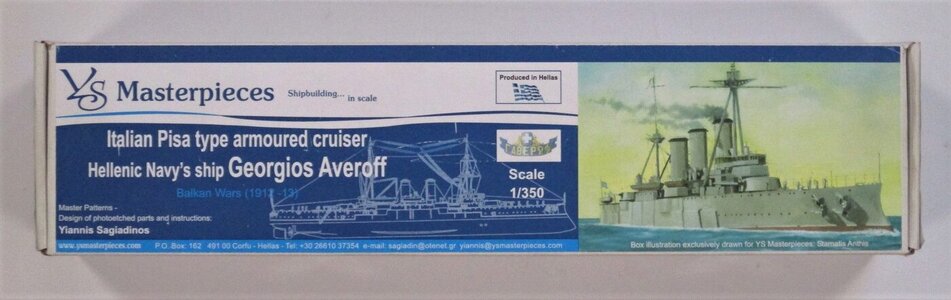 YS Masterpieces Shipbuilding... in scale
Produced in Hellas
Italian Pisa type armoured cruiser
Hellenic Navy's ship Georgios Averoff
Balkan Wars (1912 -13)
ΓΑΒΕΡΩΦ
Scale
1/350
Master Patterns -
Design of photoetched parts and instructions:
Yiannis Sagiadinos
www.ysmasterpieces.com P.O. Box: 162 491 00 Corfu - Hellas - Tel: +30 26610 37354 e-mail: sagiadin@otenet.gr yiannis@ysmasterpieces.com
Box illustration exclusively drawn for YS Masterpieces: Stamatis Anthis